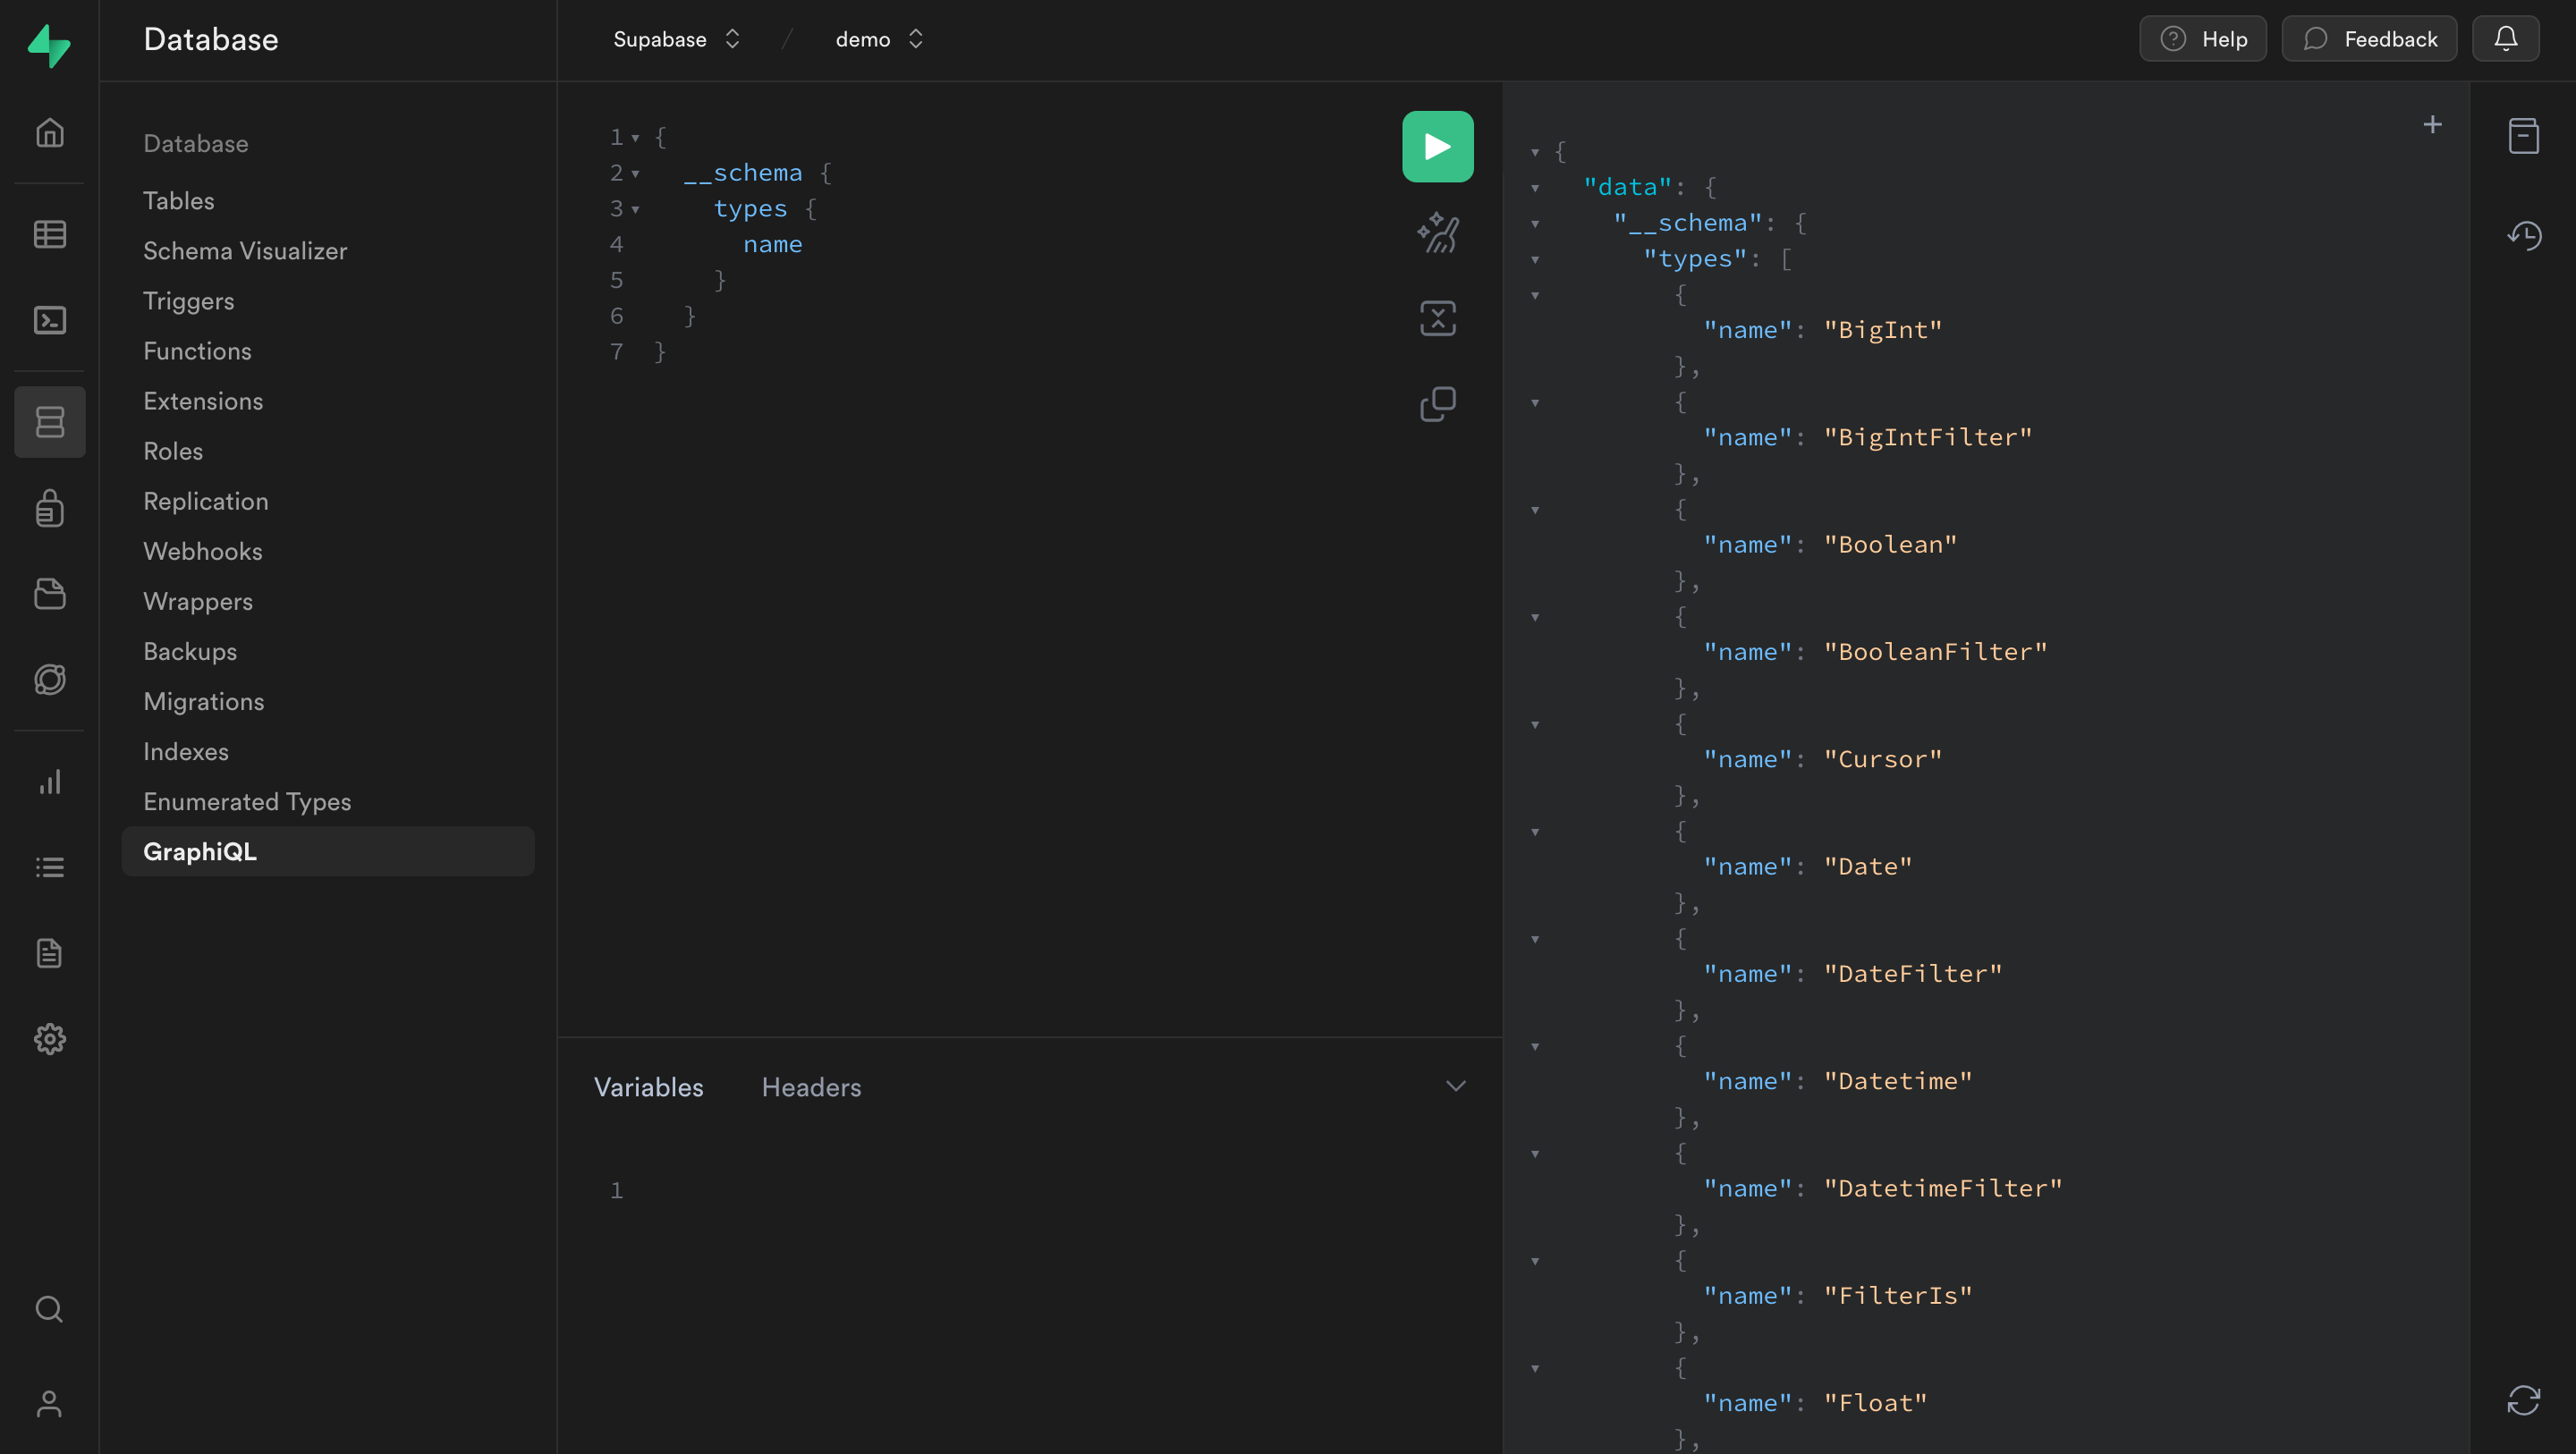 Database
Supabase / demo
Help
Feedback
Database
Tables
Schema Visualizer
Triggers
Functions
Extensions
Roles
Replication
Webhooks
Wrappers
Backups
Migrations
Indexes
Enumerated Types
GraphiQL
1 {
2 __schema {
3 types {
4 name
5 }
6 }
7 }
Variables Headers
1
{
"data": {
"__schema": {
"types": [
{
"name": "BigInt"
},
{
"name": "BigIntFilter"
},
{
"name": "Boolean"
},
{
"name": "BooleanFilter"
},
{
"name": "Cursor"
},
{
"name": "Date"
},
{
"name": "DateFilter"
},
{
"name": "Datetime"
},
{
"name": "DatetimeFilter"
},
{
"name": "FilterIs"
},
{
"name": "Float"
},